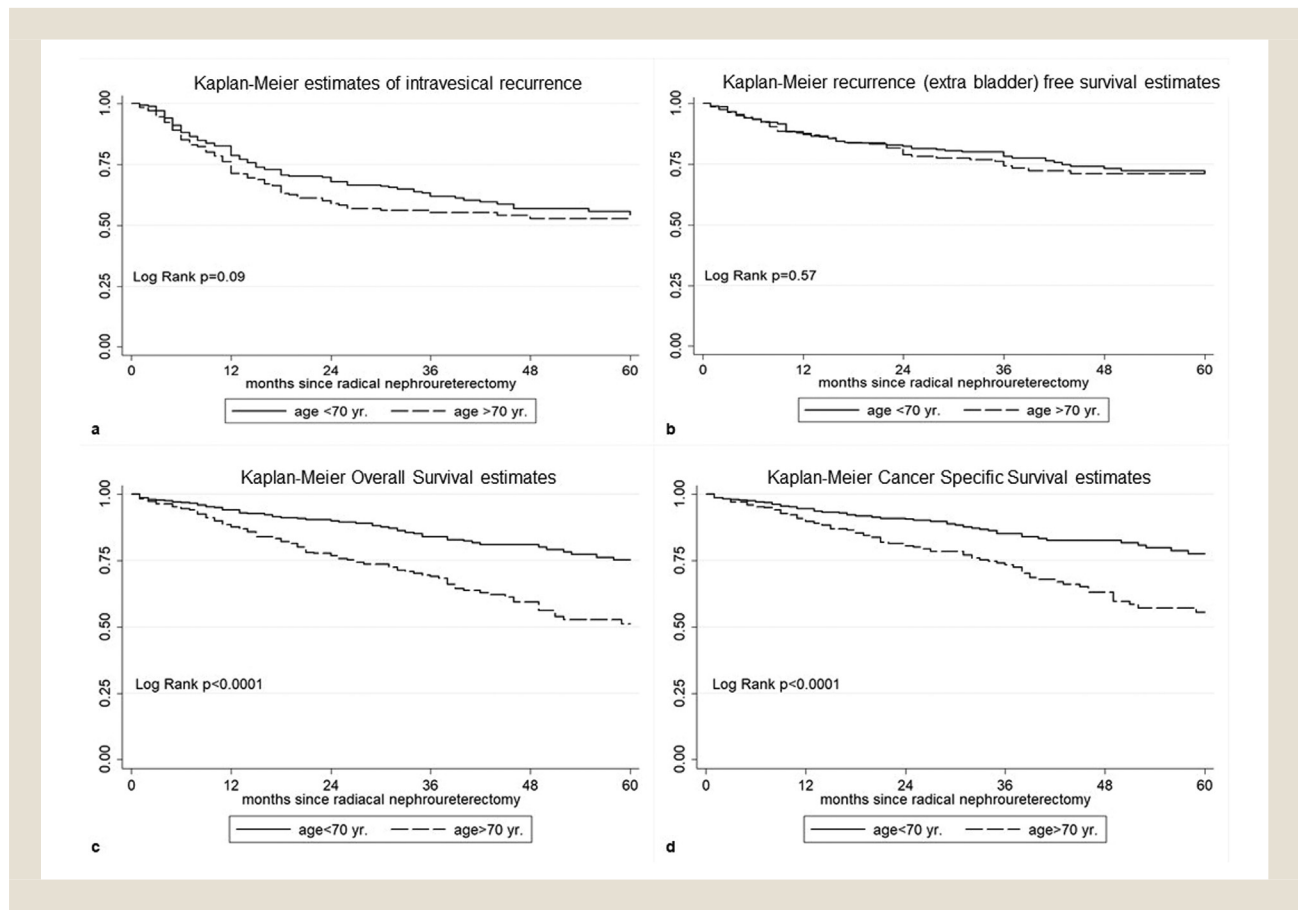 Kaplan-Meier estimates of intravesical recurrence
1.00
0.75
0.50
0.25
0.00
Log Rank p=0.09
0 12 24 36 48 60
months since radical nephroureterectomy
age <70 yr. age >70 yr.
a
Kaplan-Meier recurrence (extra bladder) free survival estimates
1.00
0.75
0.50
0.25
0.00
Log Rank p=0.57
0 12 24 36 48 60
months since radical nephroureterectomy
age <70 yr. age >70 yr.
b
Kaplan-Meier Overall Survival estimates
1.00
0.75
0.50
0.25
0.00
Log Rank p<0.0001
0 12 24 36 48 60
months since radiacal nephroureterectomy
age<70 yr. age>70 yr.
c
Kaplan-Meier Cancer Specific Survival estimates
1.00
0.75
0.50
0.25
0.00
Log Rank p<0.0001
0 12 24 36 48 60
months since radical nephroureterectomy
age<70 yr. age>70 yr.
d